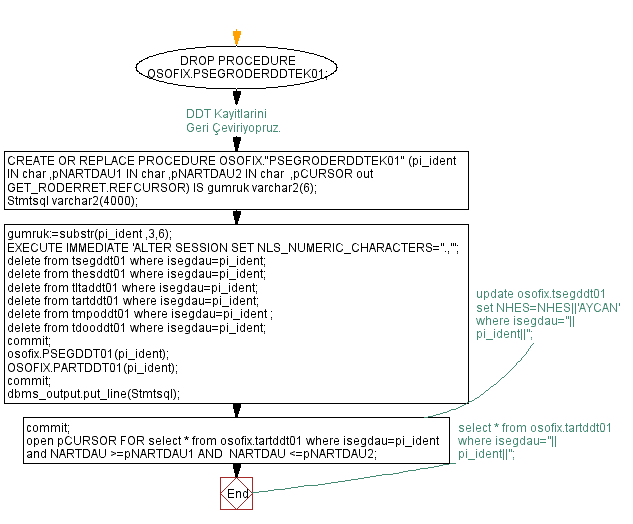 DROP PROCEDURE
OSOFIX.PSEGRODERDDTEK01;
DDT Kayitlarini
Geri Çeviriyopruz.
CREATE OR REPLACE PROCEDURE OSOFIX."PSEGRODERDDTEK01" (pi_ident
IN char ,pNARTDAU1 IN char ,pNARTDAU2 IN char  ,pCURSOR out
GET_RODERRET.REFCURSOR) IS gumruk varchar2(6);
Stmtsql varchar2(4000);
gumruk:=substr(pi_ident ,3,6);
EXECUTE IMMEDIATE 'ALTER SESSION SET NLS_NUMERIC_CHARACTERS=''.,''';
delete from tsegddt01 where isegdau=pi_ident;
delete from thesddt01 where isegdau=pi_ident;
delete from tltaddt01 where isegdau=pi_ident;
delete from tartddt01 where isegdau=pi_ident;
delete from tmpoddt01 where isegdau=pi_ident ;
delete from tdooddt01 where isegdau=pi_ident;
commit;
osofix.PSEGDDT01(pi_ident);
OSOFIX.PARTDDT01(pi_ident);
commit;
dbms_output.put_line(Stmtsql);
update osofix.tsegddt01
set NHES=NHES||'AYCAN'
where isegdau=''||
pi_ident||'';
commit;
open pCURSOR FOR select * from osofix.tartddt01 where isegdau=pi_ident
and NARTDAU >=pNARTDAU1 AND  NARTDAU <=pNARTDAU2;
select * from osofix.tartddt01
where isegdau=''||
pi_ident||'';
End